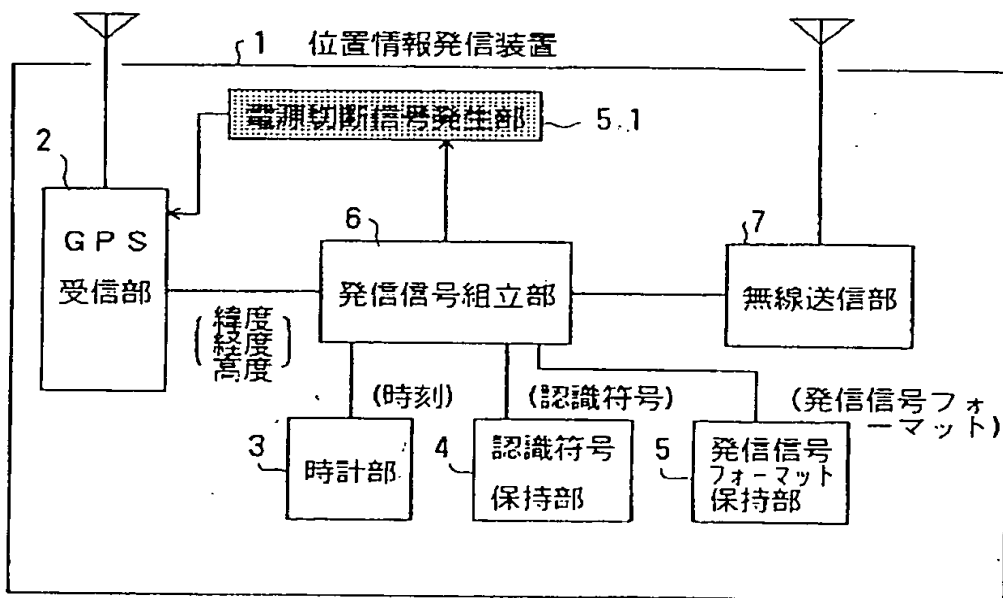 1 位置情報発信装置
電源切断信号発生部
5.1
2
GPS
受信部
緯度
経度
高度
6
発信信号組立部
7
無線送信部
(時刻)
(認識符号)
(発信信号フォ
ーマット)
3
時計部
4
認識符号
保持部
5
発信信号
フォーマット
保持部